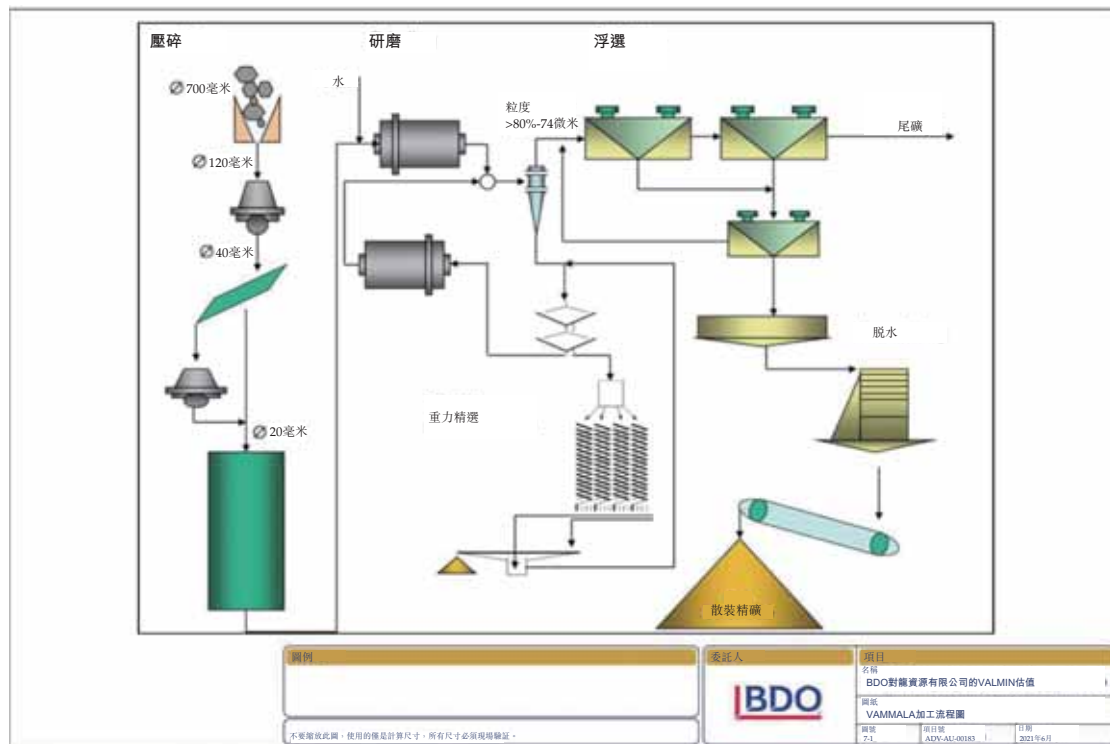 壓碎
研磨
浮選
700毫米
水
粒度
>80%-74微米
尾礦
120毫米
40毫米
脱水
重力精選
20毫米
散裝精礦
圖例
委託人
項目
名稱
BDO對龍資源有限公司的VALMIN估值
BDO
圖紙
VAMMALA加工流程圖
圖號
項目號
日期
不要縮放此圖，使用的僅是計算尺寸，所有尺寸必須現場驗証。
7-1
ADV-AU-00183
2021年6月